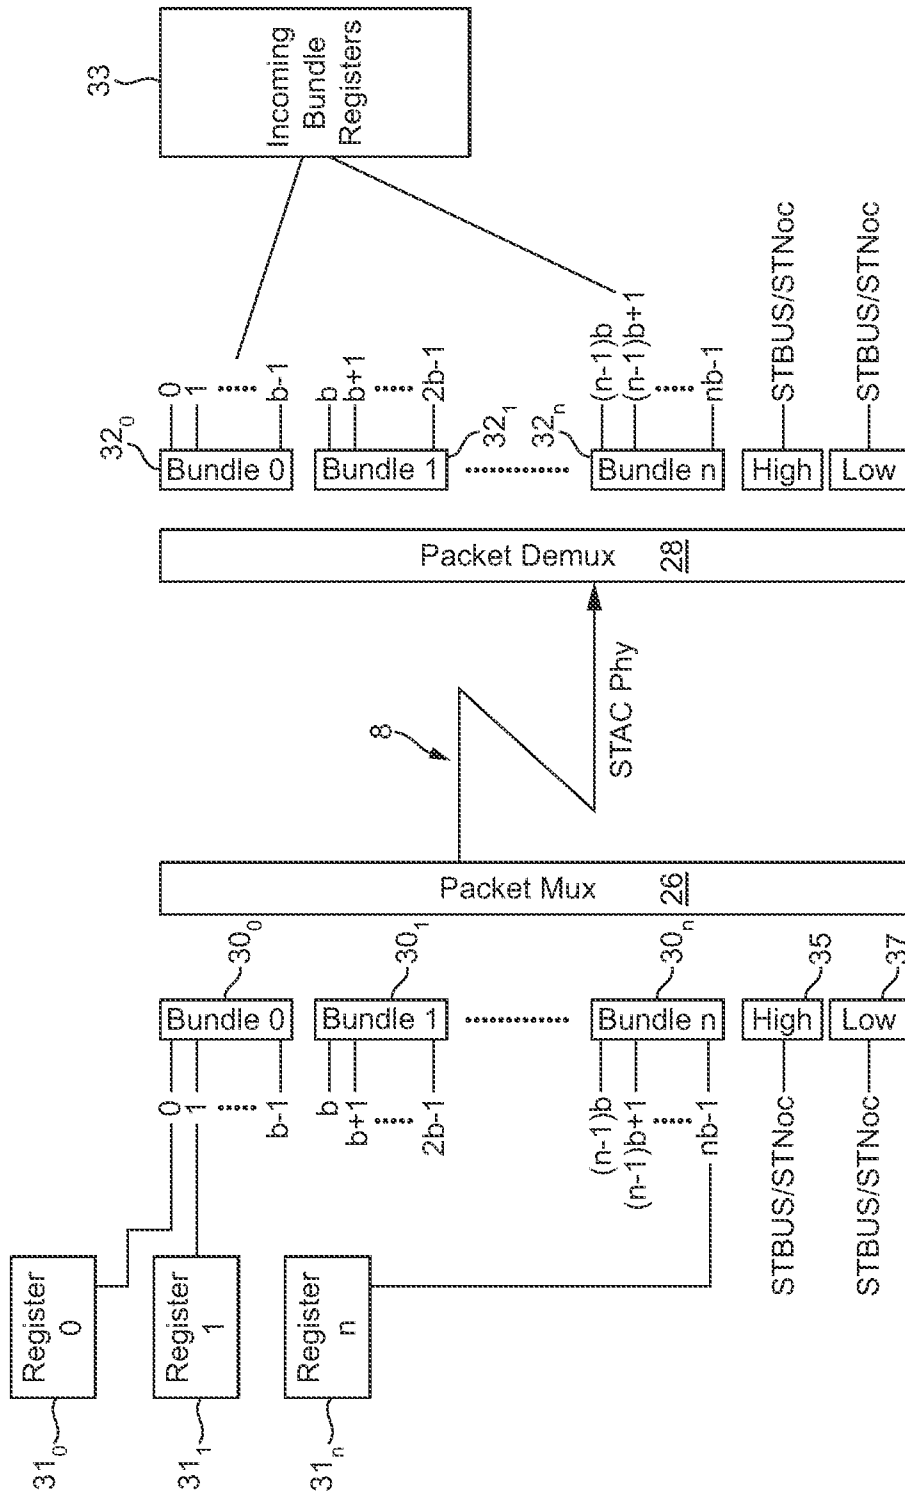 31₀
Register
0
31₁
Register
1
31ₙ
Register
n
0
1
b-1
b
b+1
2b-1
(n-1)b
(n-1)b+1
nb-1
STBUS/STNoc
STBUS/STNoc
Bundle 0
30₀
Bundle 1
30₁
Bundle n
30ₙ
High
35
Low
37
Packet Mux
26
8
STAC Phy
Packet Demux
28
32₀
Bundle 0
Bundle 1
32₁
32ₙ
Bundle n
High
Low
0
1
b-1
b
b+1
2b-1
(n-1)b
(n-1)b+1
nb-1
STBUS/STNoc
STBUS/STNoc
33
Incoming
Bundle
Registers